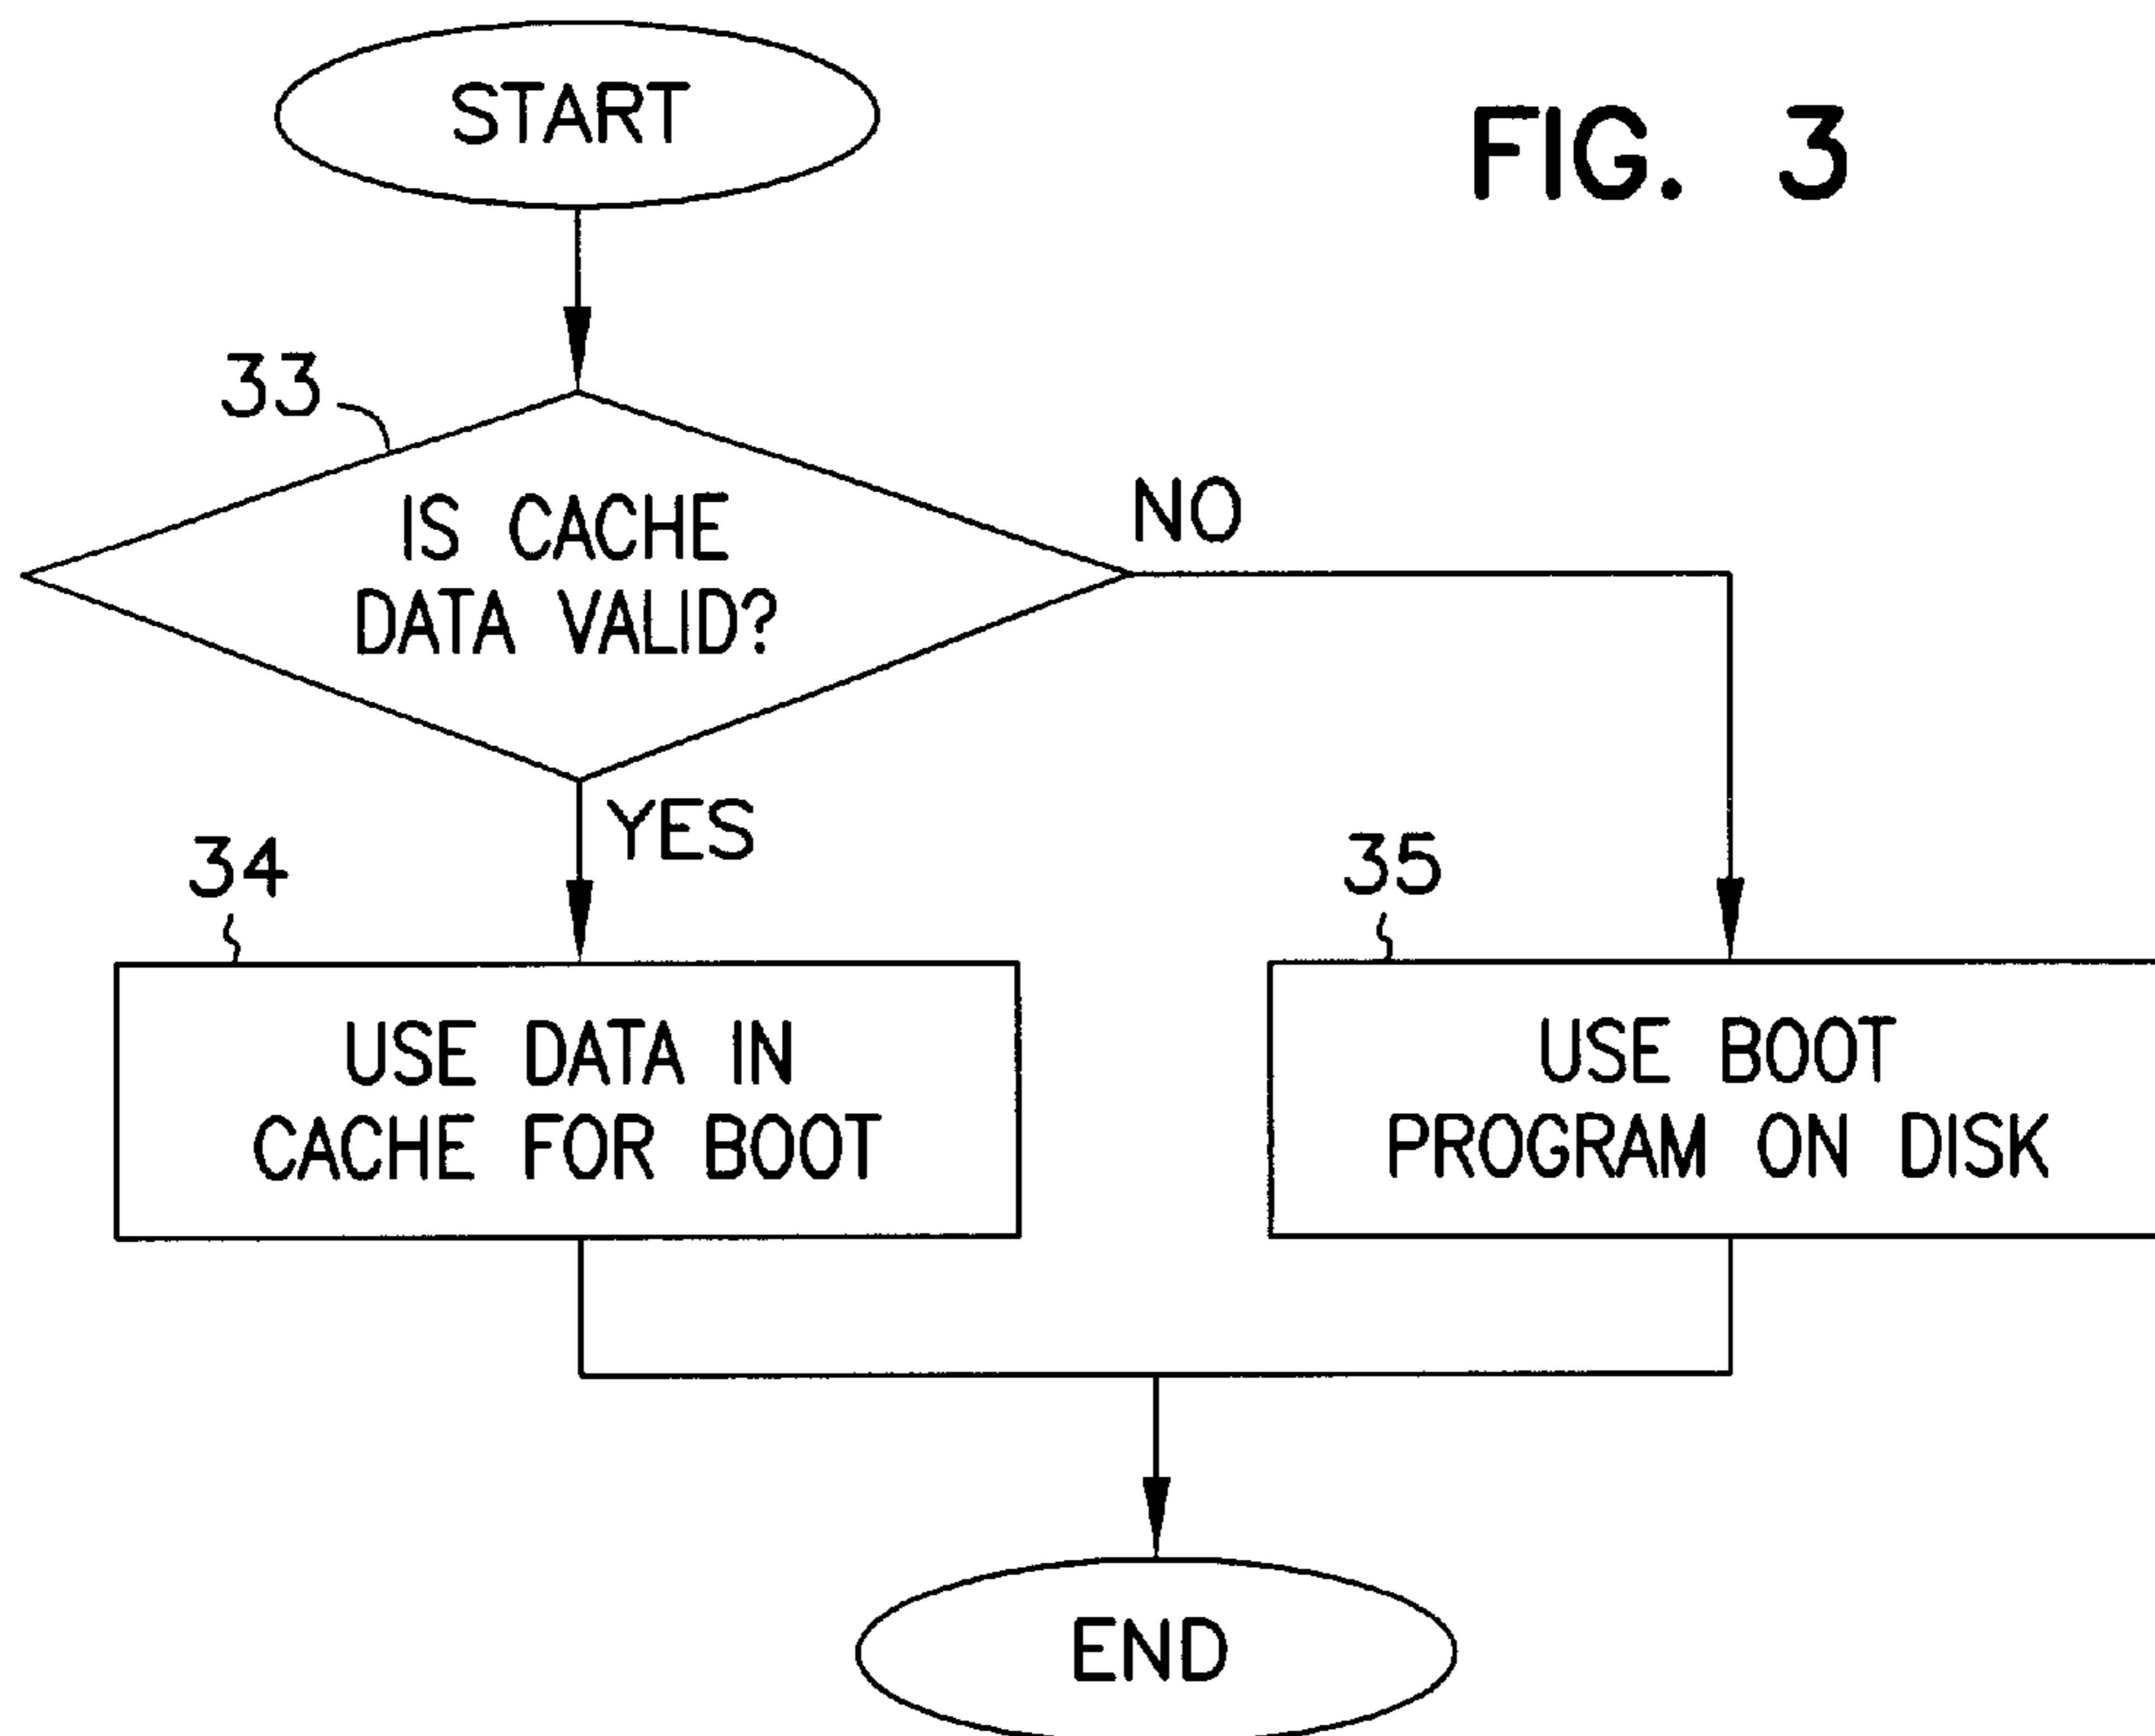 START
FIG. 3
33
IS CACHE
DATA VALID?
NO
YES
34
USE DATA IN
CACHE FOR BOOT
35
USE BOOT
PROGRAM ON DISK
END